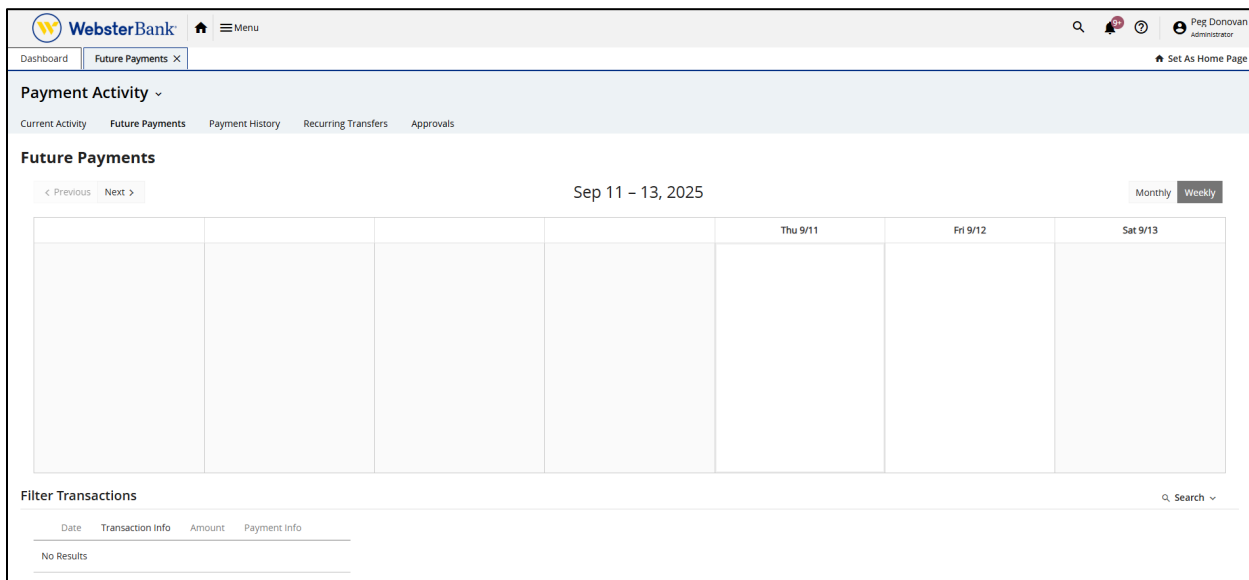 WebsterBank Menu 9+ Peg Donovan
Administrator
Dashboard Future Payments X Set As Home Page
Payment Activity
Current Activity Future Payments Payment History Recurring Transfers Approvals
Future Payments
< Previous Next > Sep 11 – 13, 2025 Monthly Weekly
Thu 9/11 Fri 9/12 Sat 9/13
Filter Transactions Search
Date Transaction Info Amount Payment Info
No Results